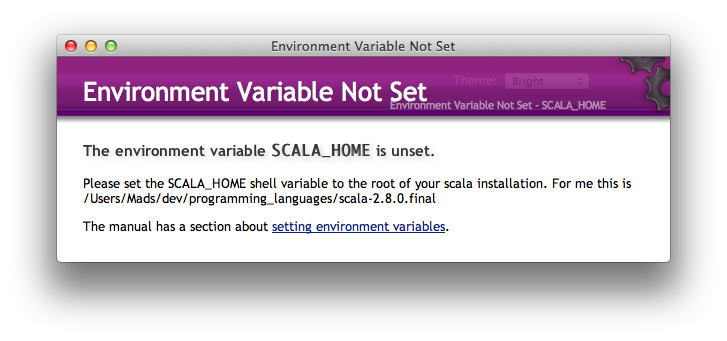 Environment Variable Not Set
Theme: Bright
Environment Variable Not Set
Environment Variable Not Set - SCALA_HOME
The environment variable SCALA_HOME is unset.
Please set the SCALA_HOME shell variable to the root of your scala installation. For me this is
/Users/Mads/dev/programming_languages/scala-2.8.0.final
The manual has a section about setting environment variables.